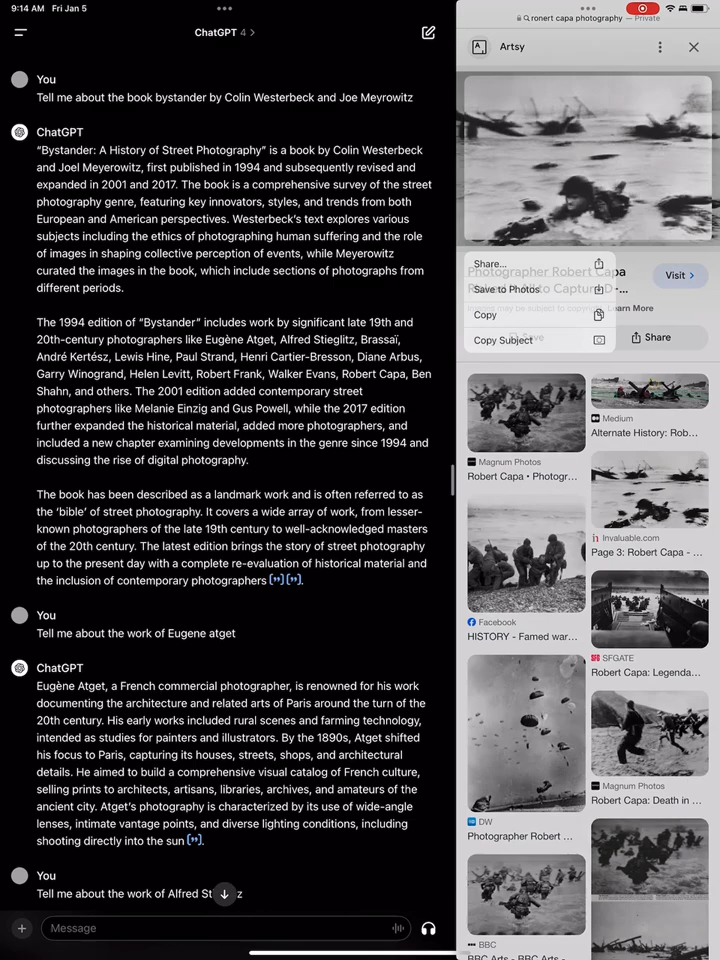 9:14 AM Fri Jan 5
ChatGPT 4 >
You
Tell me about the book bystander by Colin Westerbeck and Joe Meyrowitz
ChatGPT
“Bystander: A History of Street Photography” is a book by Colin Westerbeck
and Joel Meyerowitz, first published in 1994 and subsequently revised and
expanded in 2001 and 2017. The book is a comprehensive survey of the street
photography genre, featuring key innovators, styles, and trends from both
European and American perspectives. Westerbeck’s text explores various
subjects including the ethics of photographing human suffering and the role
of images in shaping collective perception of events, while Meyerowitz
curated the images in the book, which include sections of photographs from
different periods.
The 1994 edition of “Bystander” includes work by significant late 19th and
20th-century photographers like Eugène Atget, Alfred Stieglitz, Brassaï,
André Kertész, Lewis Hine, Paul Strand, Henri Cartier-Bresson, Diane Arbus,
Garry Winogrand, Helen Levitt, Robert Frank, Walker Evans, Robert Capa, Ben
Shahn, and others. The 2001 edition added contemporary street
photographers like Melanie Einzig and Gus Powell, while the 2017 edition
further expanded the historical material, added more photographers, and
included a new chapter examining developments in the genre since 1994 and
discussing the rise of digital photography.
The book has been described as a landmark work and is often referred to as
the ‘bible’ of street photography. It covers a wide array of work, from lesser-
known photographers of the late 19th century to well-acknowledged masters
of the 20th century. The latest edition brings the story of street photography
up to the present day with a complete re-evaluation of historical material and
the inclusion of contemporary photographers [”] [”].
You
Tell me about the work of Eugene atget
ChatGPT
Eugène Atget, a French commercial photographer, is renowned for his work
documenting the architecture and related arts of Paris around the turn of the
20th century. His early works included rural scenes and farming technology,
intended as studies for painters and illustrators. By the 1890s, Atget shifted
his focus to Paris, capturing its houses, streets, shops, and architectural
details. He aimed to build a comprehensive visual catalog of French culture,
selling prints to architects, artisans, libraries, archives, and amateurs of the
ancient city. Atget’s photography is characterized by its use of wide-angle
lenses, intimate vantage points, and diverse lighting conditions, including
shooting directly into the sun [”].
You
Tell me about the work of Alfred St z
Message
ronert capa photography — Private
Artsy
Share...
Save to Photos
Copy
Copy Subject
Photographer Robert Capa
to Captur D-...
Learn More
Visit >
Save
Share
Magnum Photos
Robert Capa • Photogr...
Medium
Alternate History: Rob...
Invaluable.com
Page 3: Robert Capa - ...
Facebook
HISTORY - Famed war...
SFGATE
Robert Capa: Legenda...
Magnum Photos
Robert Capa: Death in ...
DW
Photographer Robert ...
BBC
BBC Arts - BBC Arts -